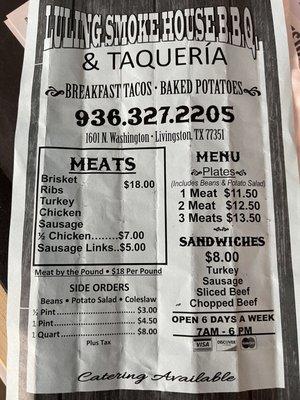 LULING SMOKE HOUSE B.B.Q.
& TAQUERÍA
BREAKFAST TACOS • BAKED POTATOES
936.327.2205
1601 N. Washington • Livingston, TX 77351
MEATS
Brisket
Ribs
$18.00
Turkey
Chicken
Sausage
½ Chicken........$7.00
Sausage Links..$5.00
Meat by the Pound • $18 Per Pound
SIDE ORDERS
Beans • Potato Salad • Coleslaw
½ Pint ........ $3.00
1 Pint ........ $4.50
1 Quart ........ $8.00
Plus Tax
MENU
Plates
(Includes Beans & Potato Salad)
1 Meat $11.50
2 Meat $12.50
3 Meats $13.50
SANDWICHES
$8.00
Turkey
Sausage
Sliced Beef
Chopped Beef
OPEN 6 DAYS A WEEK
7AM - 6 PM
VISA DISCOVER
Catering Available